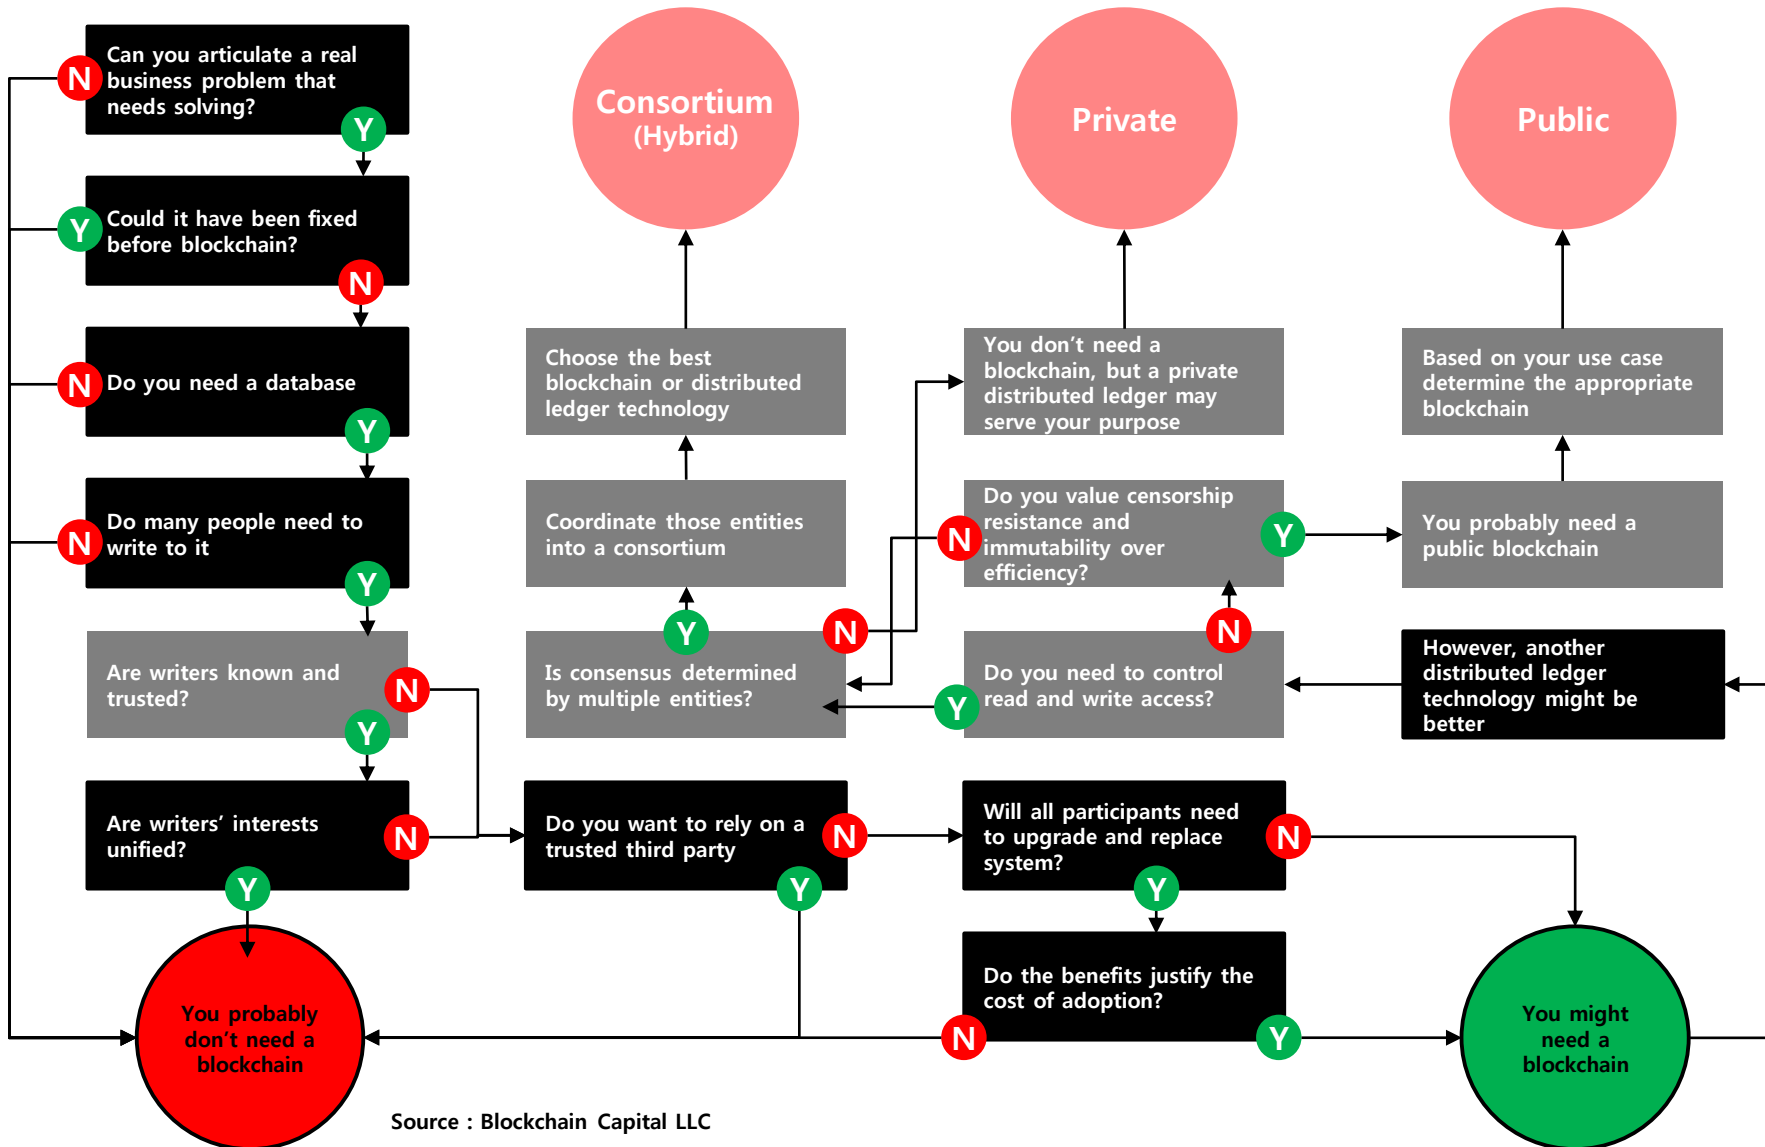 Can you articulate a real
business problem that
needs solving?
N
Y
Could it have been fixed
before blockchain?
Y
N
Do you need a database
N
Y
Do many people need to
write to it
N
Y
Are writers known and
trusted?
N
Y
Are writers’ interests
unified?
N
Y
You probably
don’t need a
blockchain
Consortium
(Hybrid)
Choose the best
blockchain or distributed
ledger technology
Coordinate those entities
into a consortium
Y
N
Is consensus determined
by multiple entities?
Do you want to rely on a
trusted third party
N
Y
Private
You don’t need a
blockchain, but a private
distributed ledger may
serve your purpose
Do you value censorship
resistance and
immutability over
efficiency?
N
Y
N
Do you need to control
read and write access?
Y
Will all participants need
to upgrade and replace
system?
N
Y
Do the benefits justify the
cost of adoption?
N
Y
Public
Based on your use case
determine the appropriate
blockchain
You probably need a
public blockchain
However, another
distributed ledger
technology might be
better
You might
need a
blockchain
Source : Blockchain Capital LLC